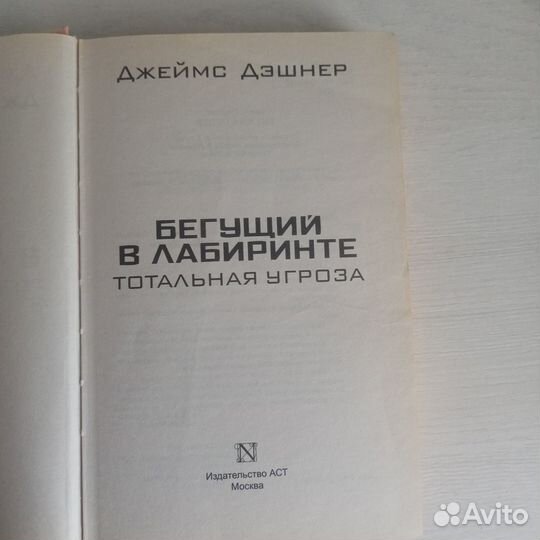 Джеймс Дэшнер
БЕГУЩИЙ
В ЛАБИРИНТЕ
ТОТАЛЬНАЯ УГРОЗА
N
Издательство АСТ
Москва
Avito